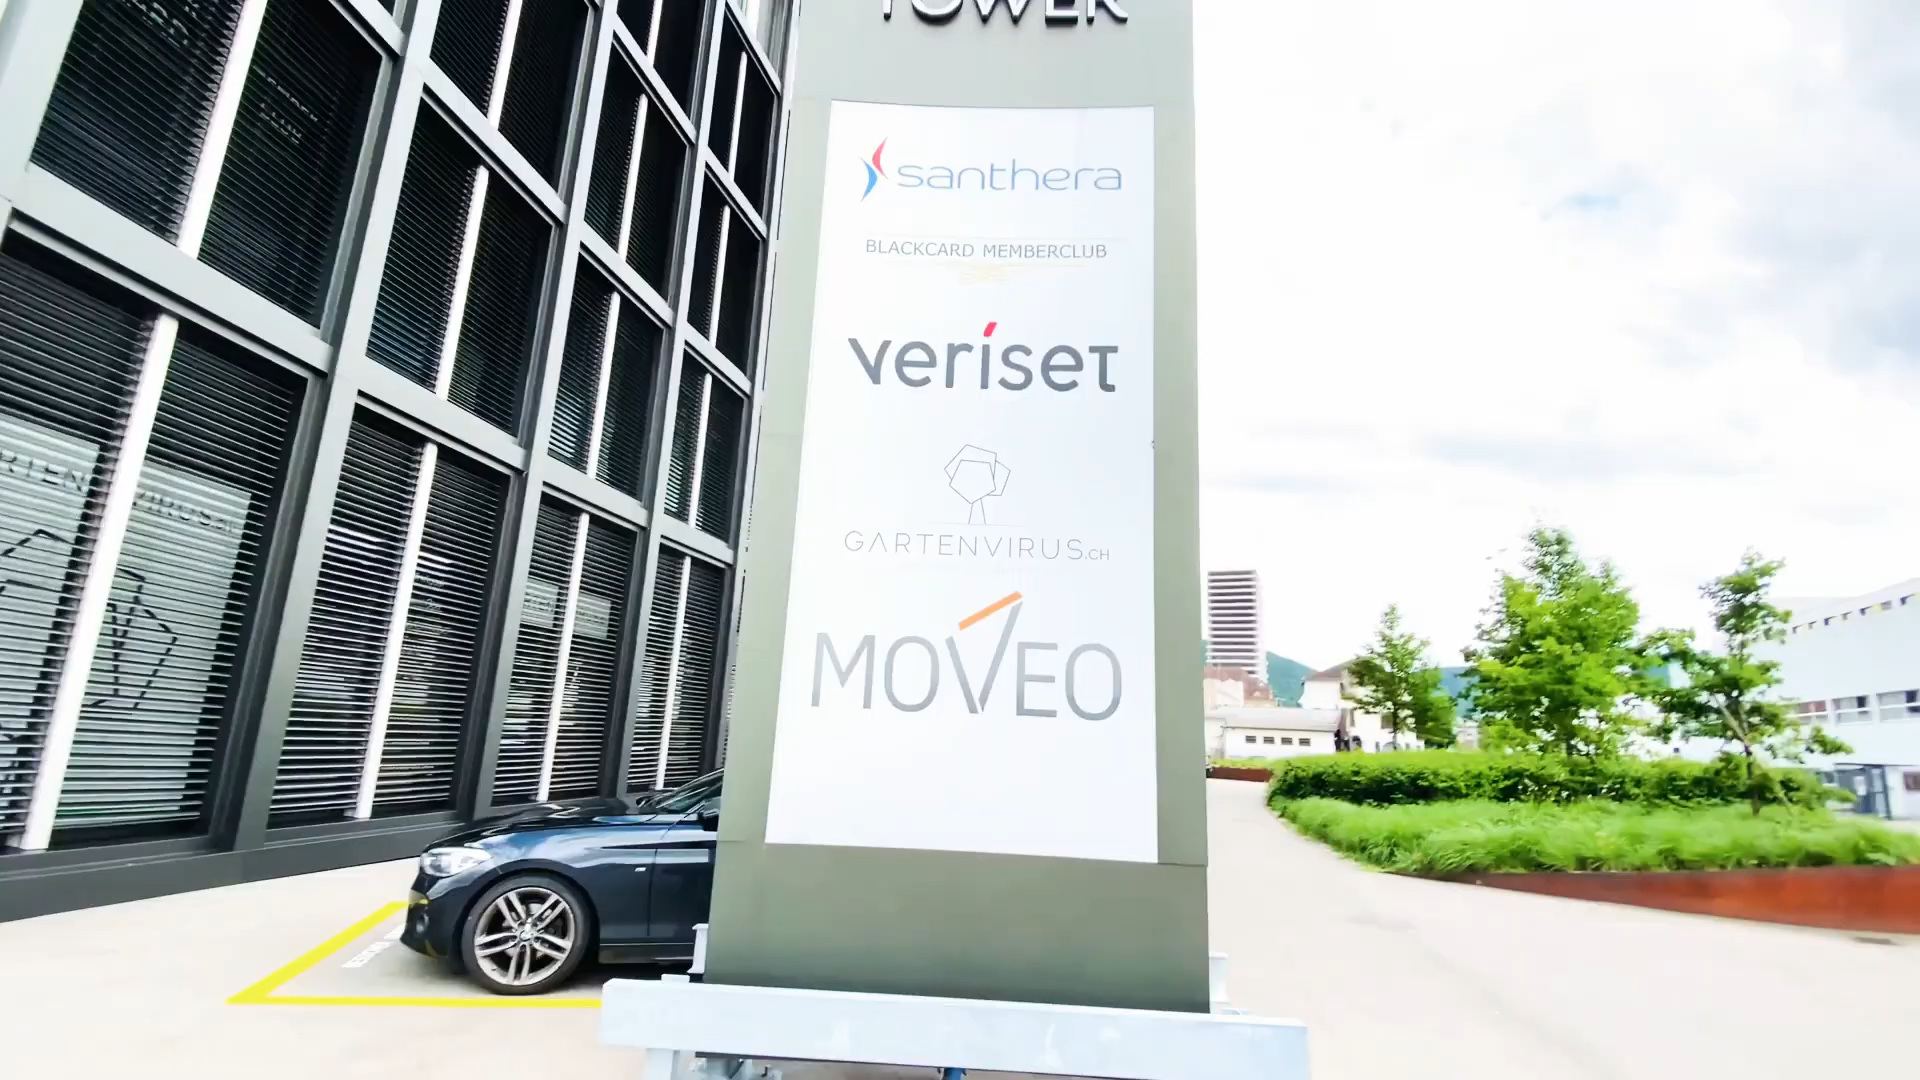 TOWER
santhera
BLACKCARD MEMBERCLUB
veriset
GARTENVIRUS.CH
MOVEO